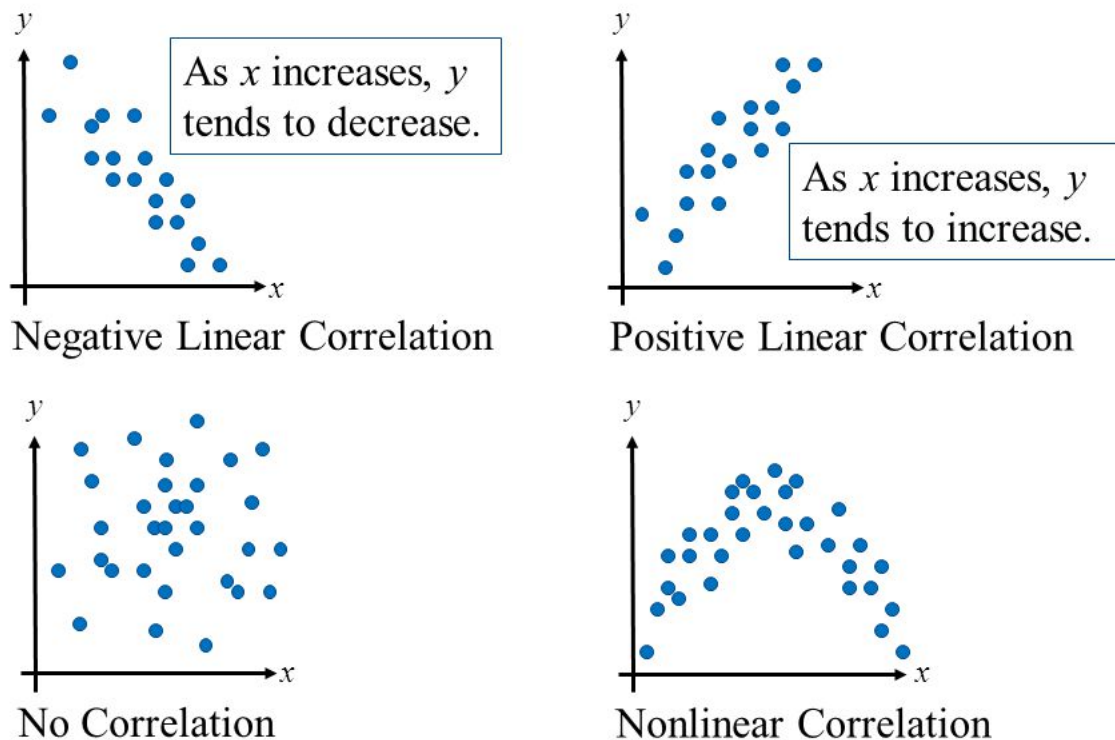 y
As x increases, y
tends to decrease.
x
Negative Linear Correlation
y
As x increases, y
tends to increase.
x
Positive Linear Correlation
y
x
No Correlation
y
x
Nonlinear Correlation